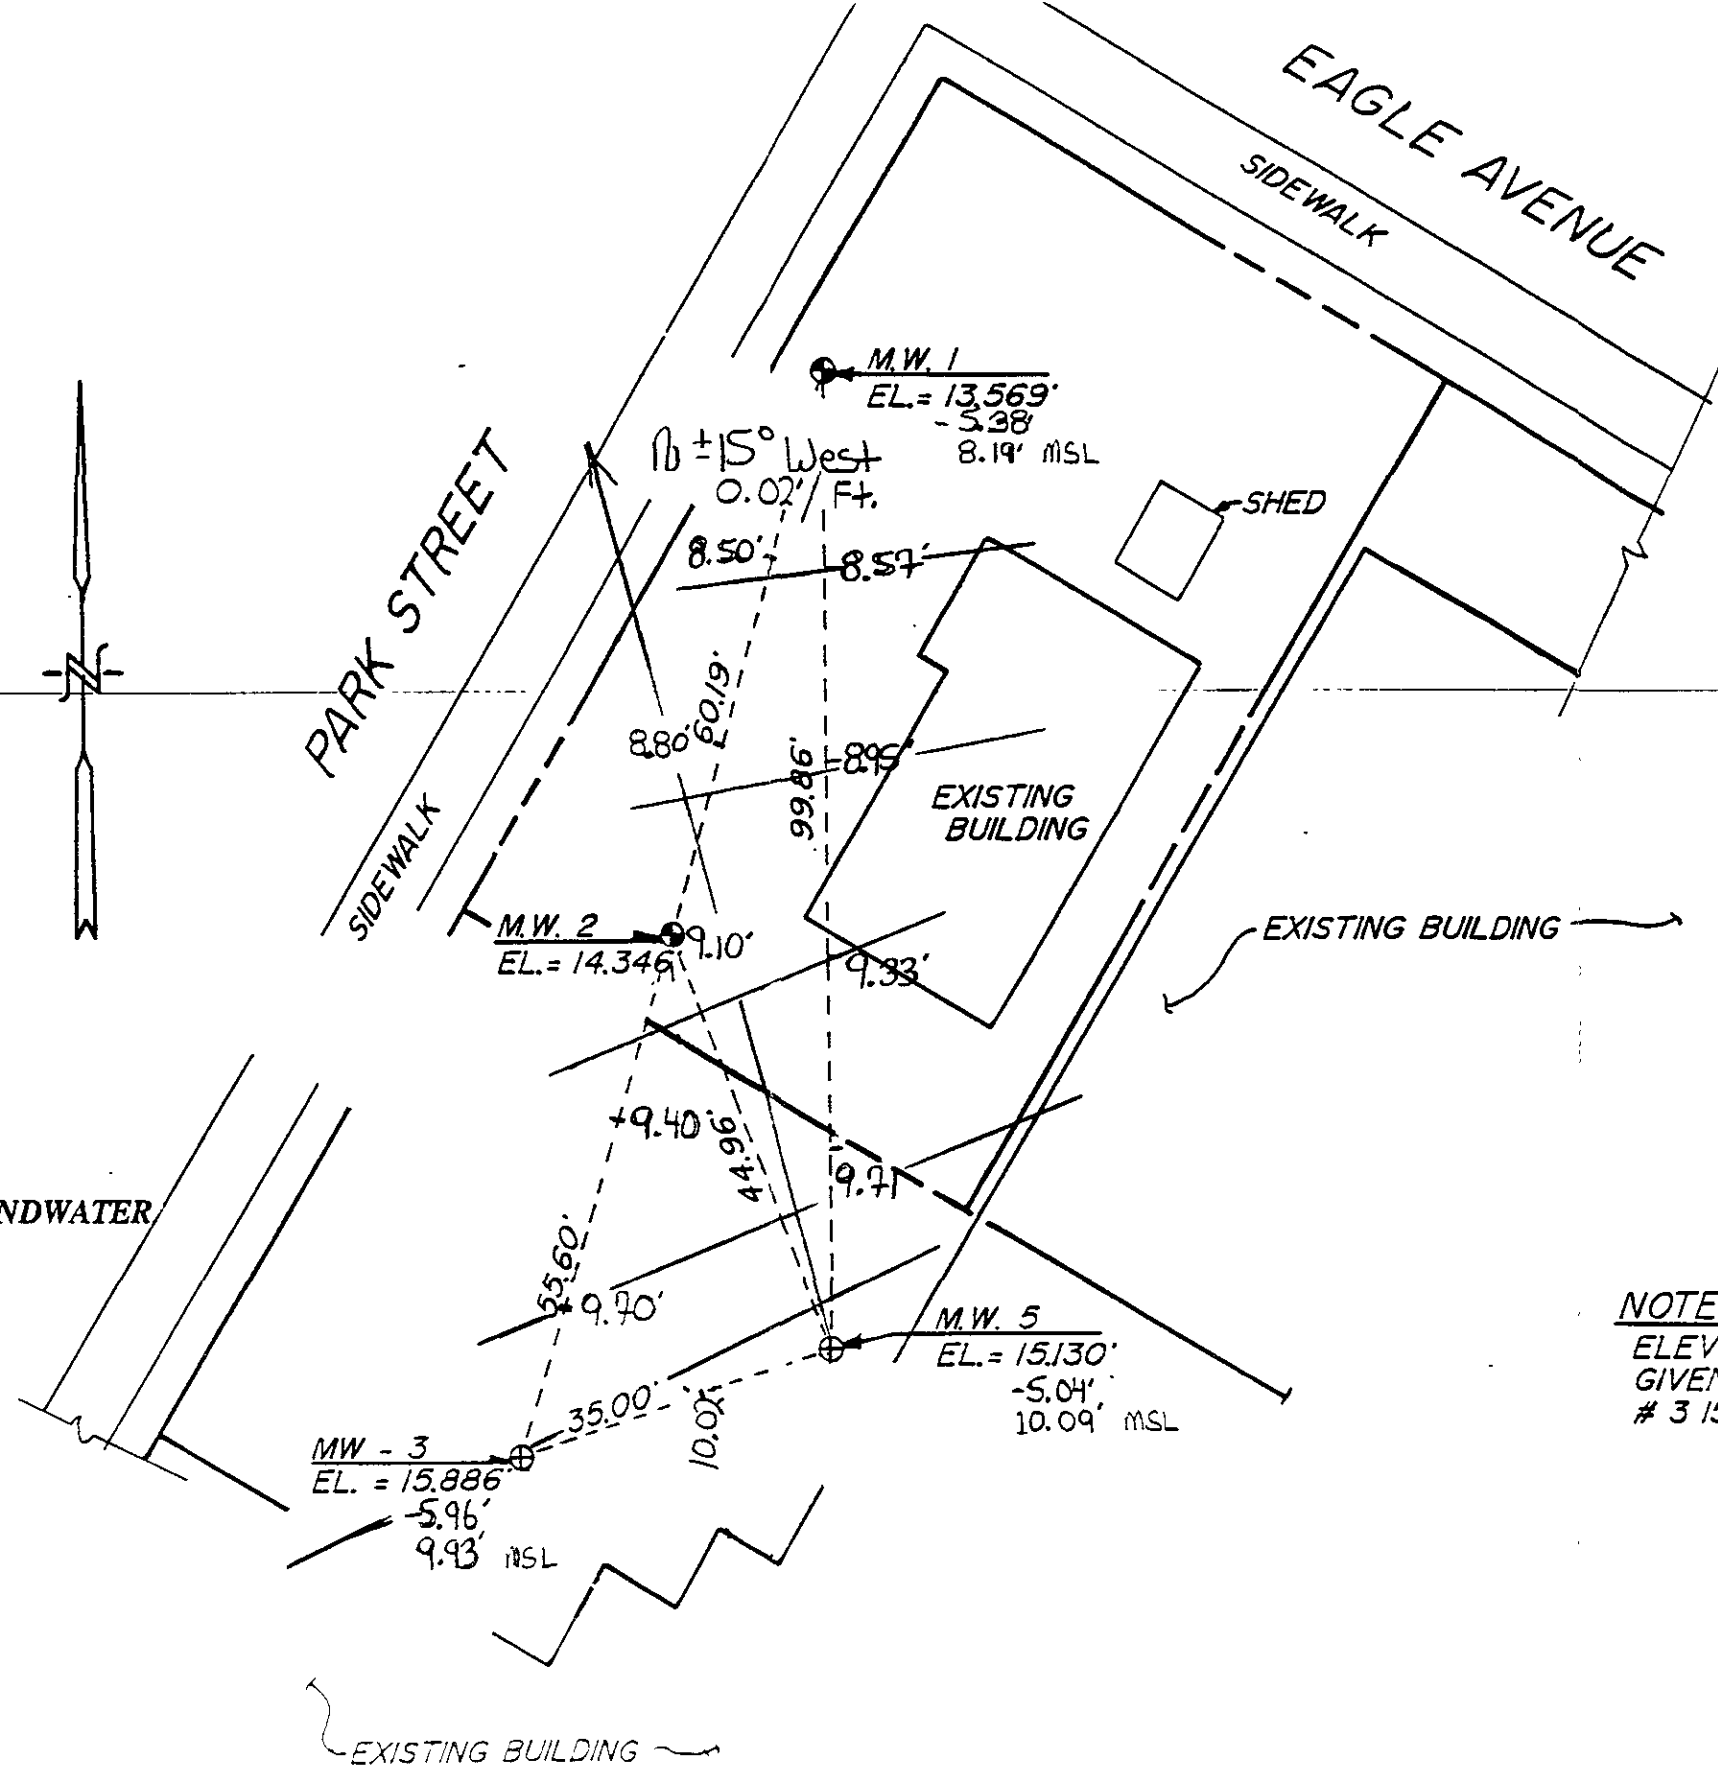 EAGLE AVENUE
SIDEWALK
M.W. 1
EL.= 13.569'
- 5.38'
8.19' MSL
N ±15° West
0.02'/Ft.
PARK STREET
SHED
8.50'
8.57'
60.19'
8.80'
8.95'
99.86'
EXISTING
BUILDING
SIDEWALK
M.W. 2
EL.= 14.346'
9.10'
9.33'
EXISTING BUILDING
9.40'
44.96'
9.71'
NDWATER
55.60'
9.70'
M.W. 5
EL.= 15.130'
-5.04'
10.09' MSL
NOTE
ELEV
GIVEN
# 3 15
35.00'
10.02'
MW - 3
EL. = 15.886'
-5.96'
9.93' MSL
EXISTING BUILDING